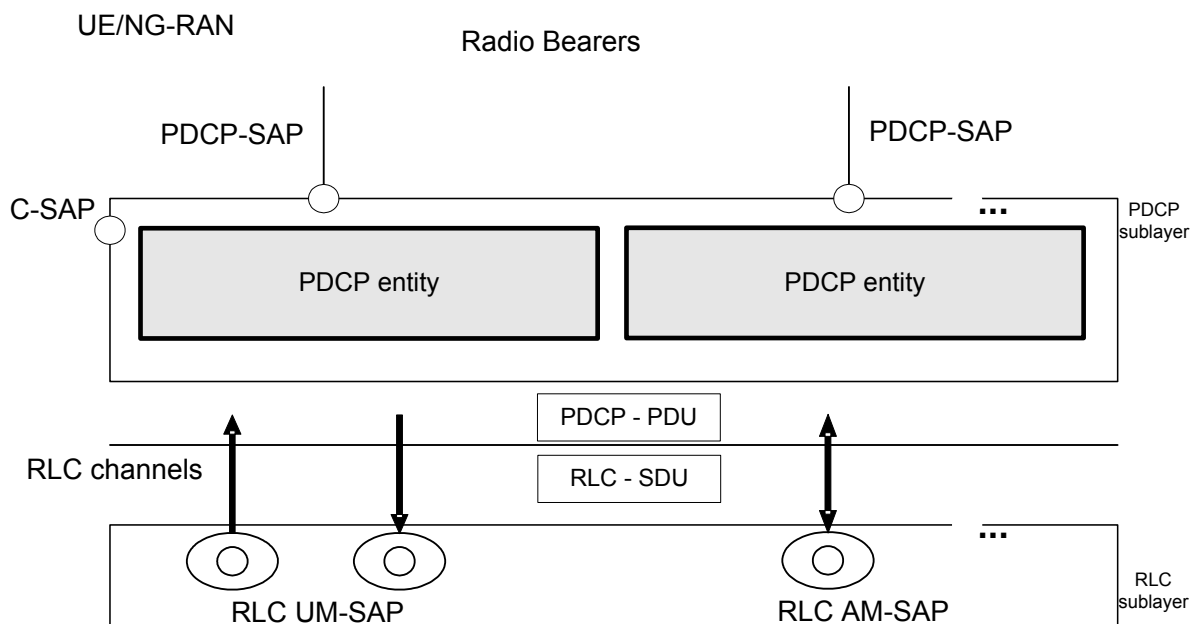 UE/NG-RAN
Radio Bearers
PDCP-SAP
PDCP-SAP
C-SAP
...
PDCP
sublayer
PDCP entity
PDCP entity
PDCP - PDU
RLC channels
RLC - SDU
...
RLC UM-SAP
RLC AM-SAP
RLC
sublayer